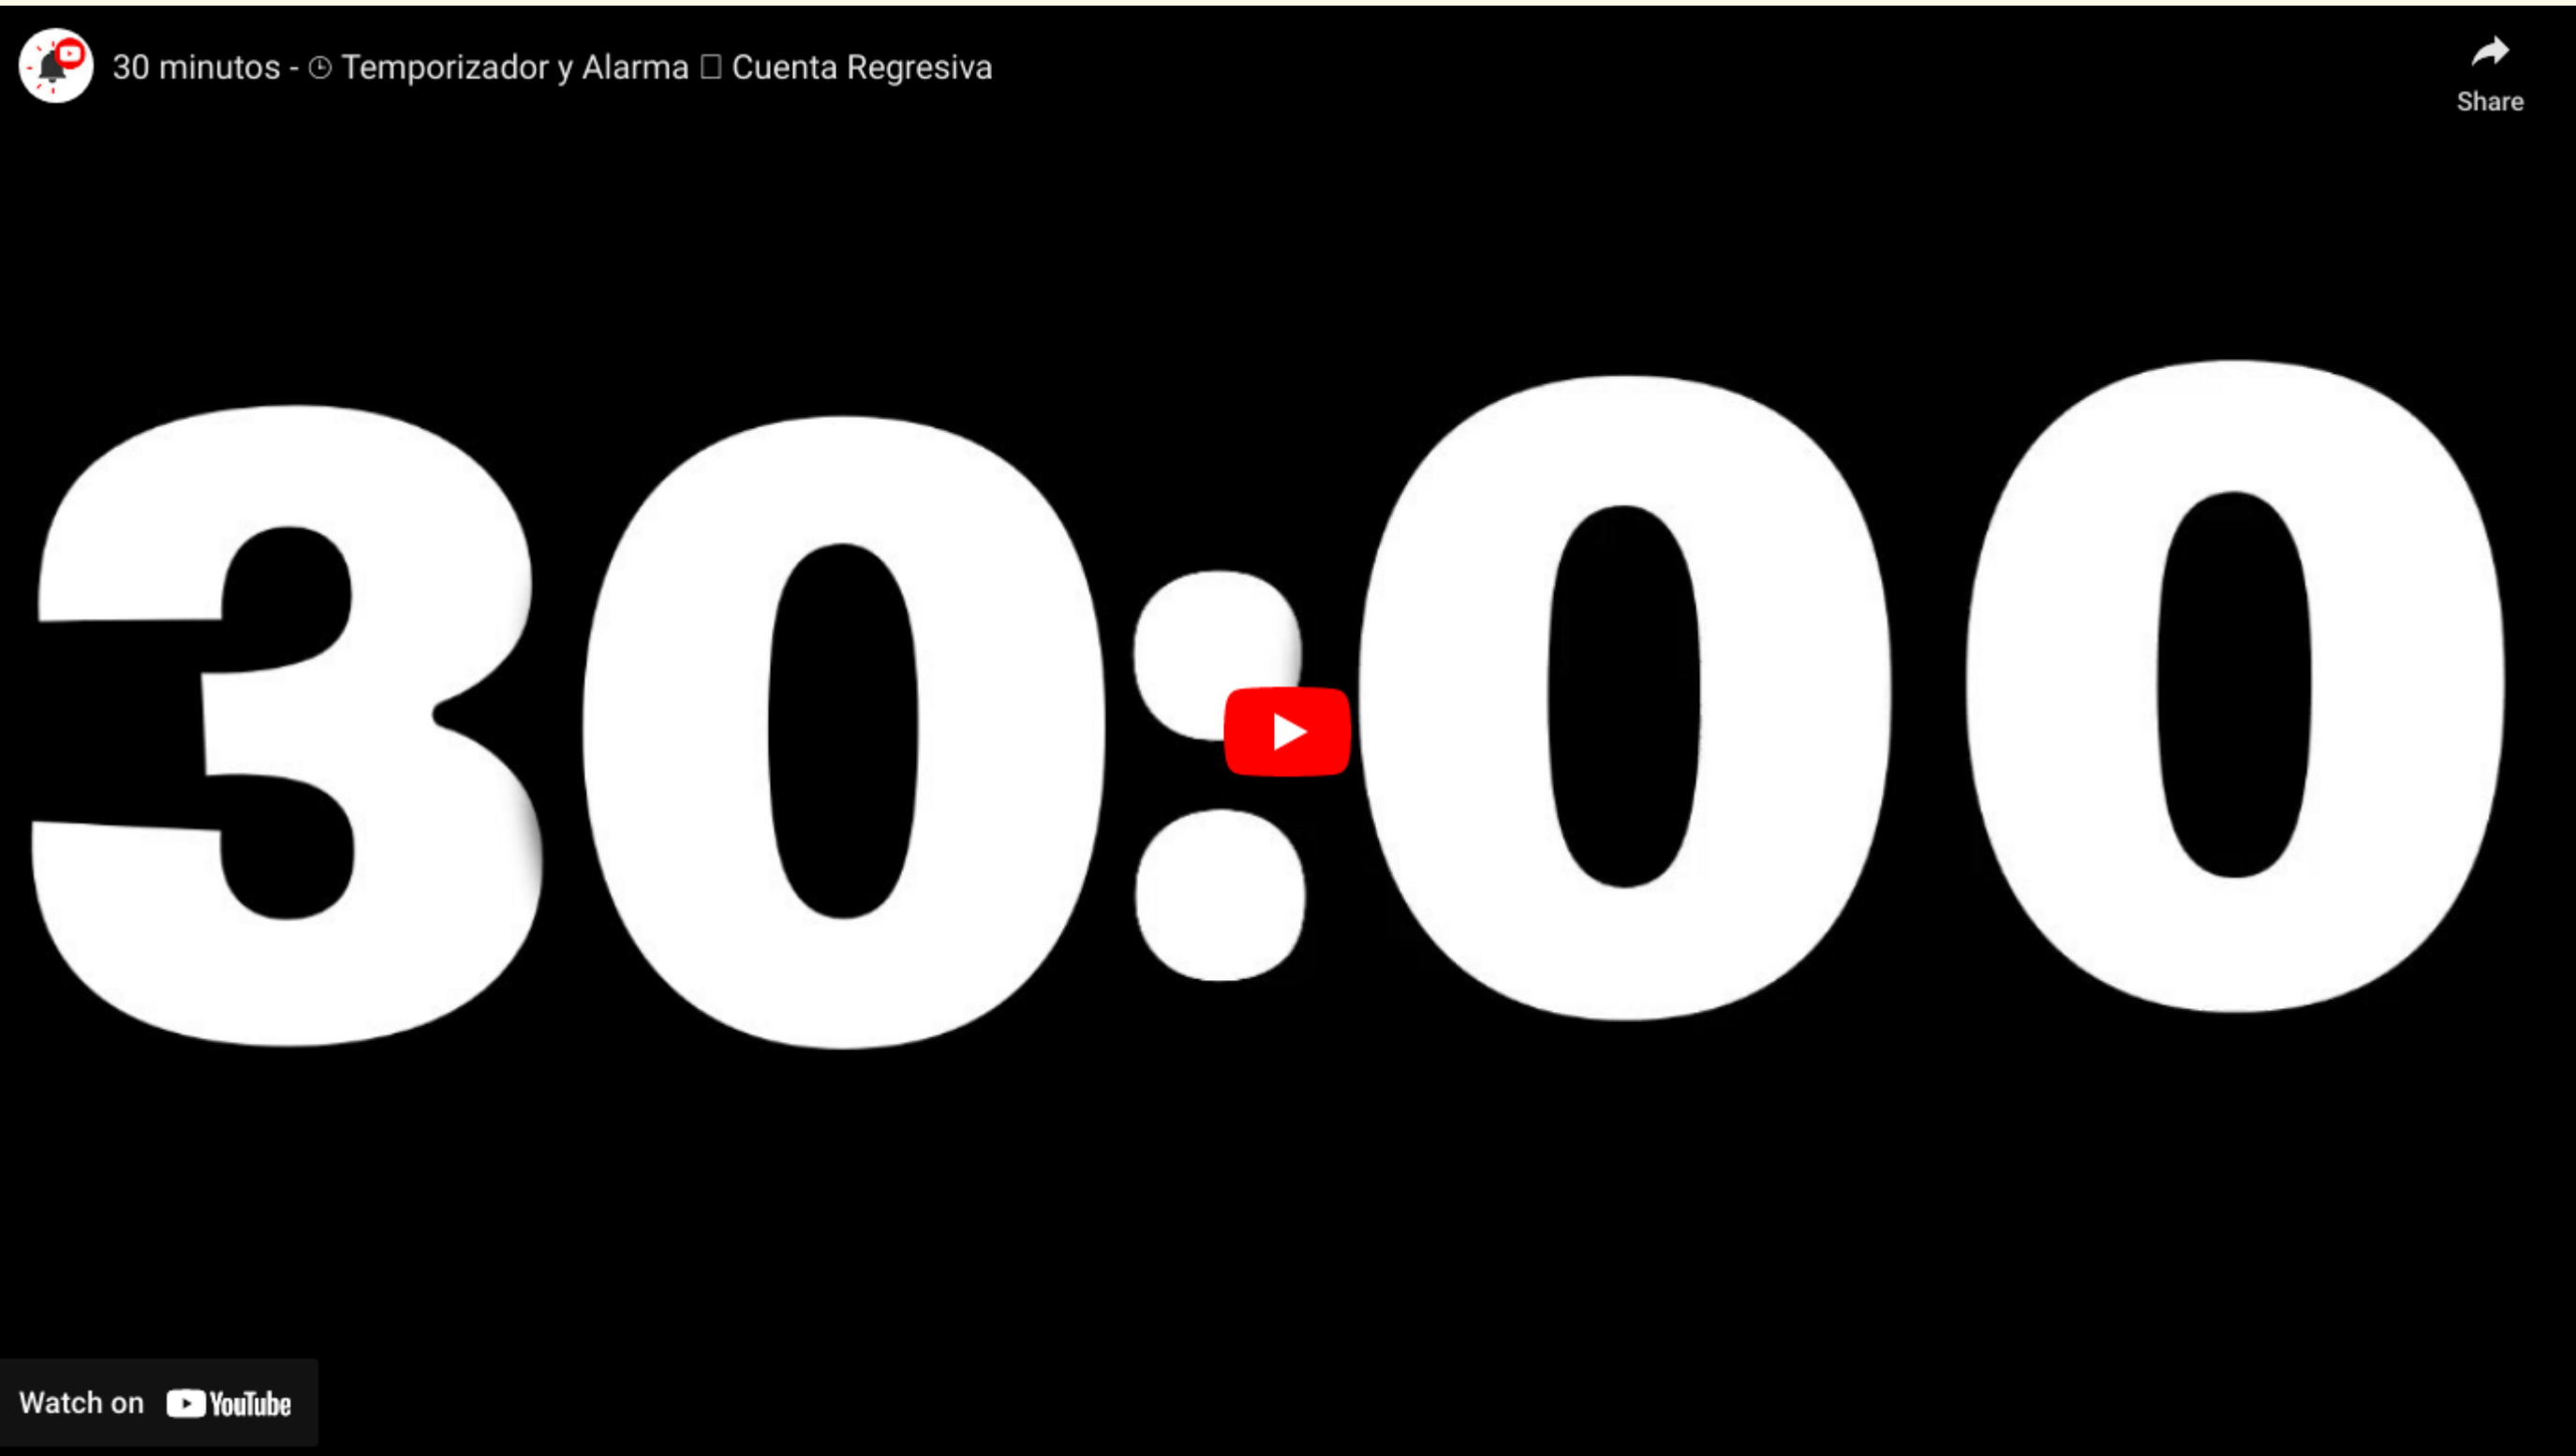 30 minutos - 🕒 Temporizador y Alarma □ Cuenta Regresiva
Share
30:00
Watch on YouTube